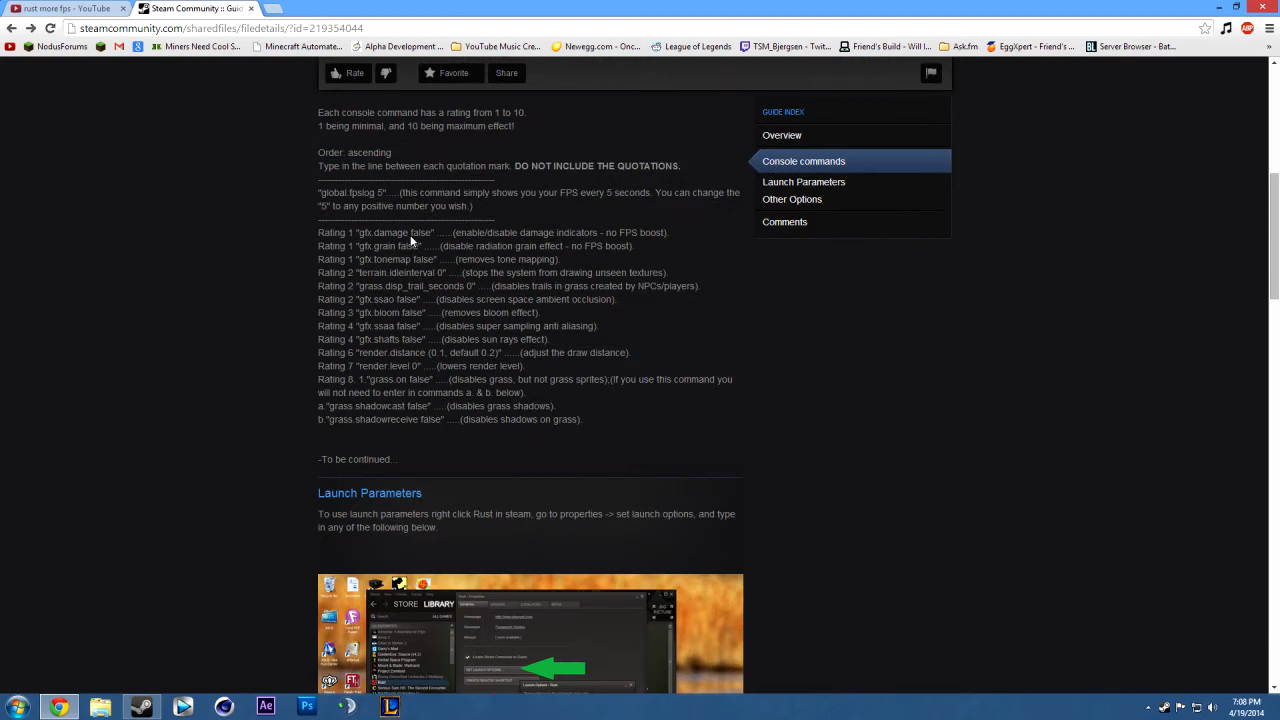 rust more fps - YouTube
Steam Community :: Guid
steamcommunity.com/sharedfiles/filedetails/?id=219354044
NodusForums
Miners Need Cool S...
Minecraft Automate...
Alpha Development ...
YouTube Music Cre...
Newegg.com - Onc...
League of Legends
TSM_Bjergsen - Twit...
Friend's Build - Will I...
Ask.fm
EggXpert - Friend's ...
Server Browser - Bat...
Rate
Favorite
Share
Each console command has a rating from 1 to 10.
1 being minimal, and 10 being maximum effect!
Order: ascending
Type in the line between each quotation mark. DO NOT INCLUDE THE QUOTATIONS.
"global.fpslog 5".....(this command simply shows you your FPS every 5 seconds. You can change the
"5" to any positive number you wish.)
Rating 1 "gfx.damage false" ......(enable/disable damage indicators - no FPS boost).
Rating 1 "gfx.grain false" ......(disable radiation grain effect - no FPS boost).
Rating 1 "gfx.tonemap false" ......(removes tone mapping).
Rating 2 "terrain.idleinterval 0" .....(stops the system from drawing unseen textures).
Rating 2 "grass.disp_trail_seconds 0" ......(disables trails in grass created by NPCs/players).
Rating 2 "gfx.ssao false" .....(disables screen space ambient occlusion).
Rating 3 "gfx.bloom false" .....(removes bloom effect).
Rating 4 "gfx.ssaa false" .....(disables super sampling anti aliasing).
Rating 4 "gfx.shafts false" .....(disables sun rays effect).
Rating 6 "render.distance (0.1, default 0.2)" ......(adjust the draw distance).
Rating 7 "render.level 0" .....(lowers render level).
Rating 8. 1."grass.on false" .....(disables grass, but not grass sprites);(If you use this command you
will not need to enter in commands a. & b. below).
a."grass.shadowcast false" .....(disables grass shadows).
b."grass.shadowreceive false" .....(disables shadows on grass).
-To be continued...
Launch Parameters
To use launch parameters right click Rust in steam, go to properties -> set launch options, and type
in any of the following below.
STORE LIBRARY
GUIDE INDEX
Overview
Console commands
Launch Parameters
Other Options
Comments
7:08 PM
4/19/2014